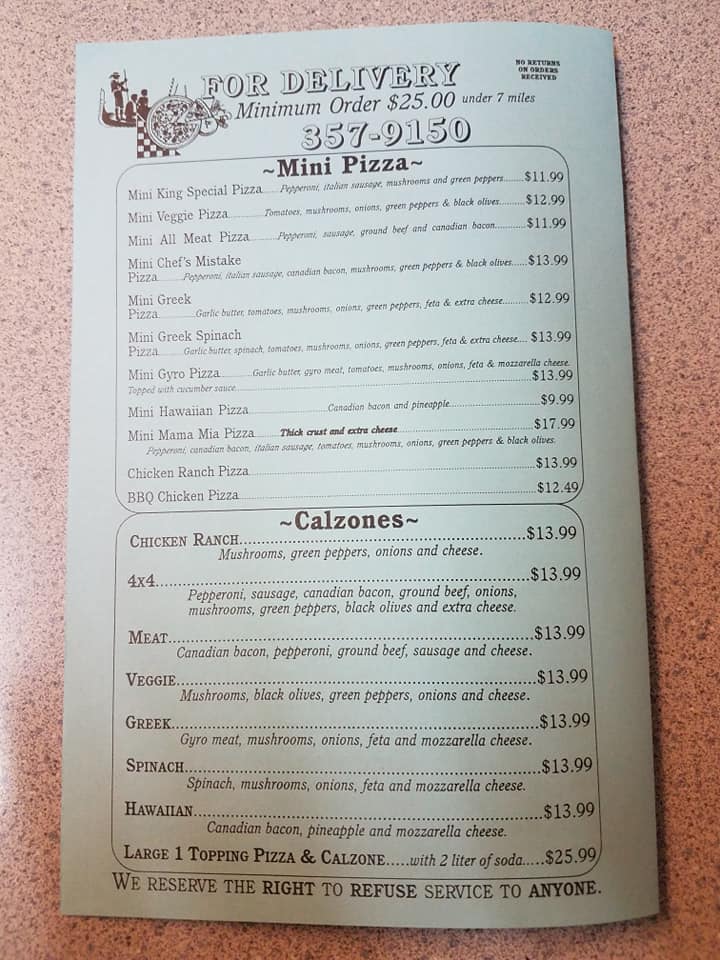 NO RETURNS
ON ORDERS
RECEIVED
FOR DELIVERY
Minimum Order $25.00 under 7 miles
357-9150
~Mini Pizza~
Mini King Special Pizza.....Pepperoni, italian sausage, mushrooms and green peppers.....$11.99
Mini Veggie Pizza.....Tomatoes, mushrooms, onions, green peppers & black olives.....$12.99
Mini All Meat Pizza.....Pepperoni, sausage, ground beef and canadian bacon.....$11.99
Mini Chef's Mistake
Pizza.....Pepperoni, italian sausage, canadian bacon, mushrooms, green peppers & black olives.....$13.99
Mini Greek
Pizza.....Garlic butter, tomatoes, mushrooms, onions, green peppers, feta & extra cheese.....$12.99
Mini Greek Spinach
Pizza.....Garlic butter, spinach, tomatoes, mushrooms, onions, green peppers, feta & extra cheese.... $13.99
Mini Gyro Pizza.....Garlic butter, gyro meat, tomatoes, mushrooms, onions, feta & mozzarella cheese.
Topped with cucumber sauce.....$13.99
Mini Hawaiian Pizza.....Canadian bacon and pineapple.....$9.99
Mini Mama Mia Pizza.....Thick crust and extra cheese.....$17.99
Pepperoni, canadian bacon, italian sausage, tomatoes, mushrooms, onions, green peppers & black olives.
Chicken Ranch Pizza.....$13.99
BBQ Chicken Pizza.....$12.49
~Calzones~
CHICKEN RANCH.....$13.99
Mushrooms, green peppers, onions and cheese.
4X4.....$13.99
Pepperoni, sausage, canadian bacon, ground beef, onions,
mushrooms, green peppers, black olives and extra cheese.
MEAT.....$13.99
Canadian bacon, pepperoni, ground beef, sausage and cheese.
VEGGIE.....$13.99
Mushrooms, black olives, green peppers, onions and cheese.
GREEK.....$13.99
Gyro meat, mushrooms, onions, feta and mozzarella cheese.
SPINACH.....$13.99
Spinach, mushrooms, onions, feta and mozzarella cheese.
HAWAIIAN.....$13.99
Canadian bacon, pineapple and mozzarella cheese.
LARGE 1 TOPPING PIZZA & CALZONE.....with 2 liter of soda.....$25.99
WE RESERVE THE RIGHT TO REFUSE SERVICE TO ANYONE.